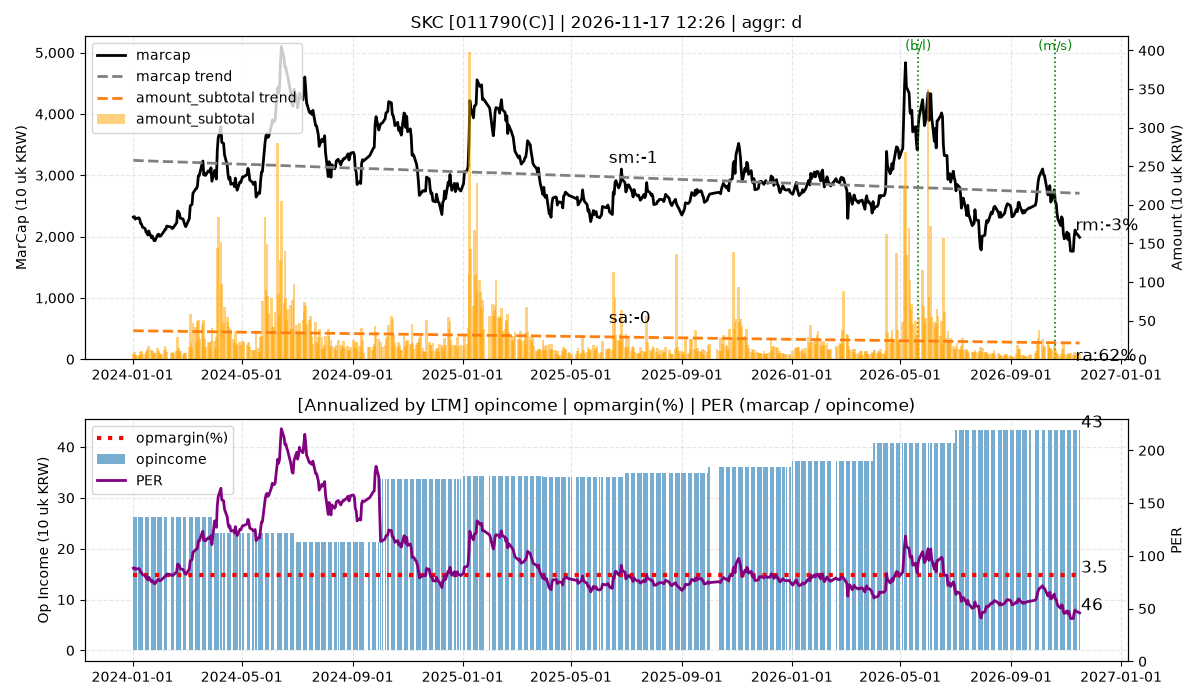 SKC [011790(C)] | 2026-11-17 12:26 | aggr: d
(b/l)
(m/s)
marcap
marcap trend
amount_subtotal trend
amount_subtotal
MarCap (10 uk KRW)
5,000
4,000
3,000
2,000
1,000
0
Amount (10 uk KRW)
400
350
300
250
200
150
100
50
0
sm:-1
sa:-0
rm:-3%
ra:62%
2024-01-01
2024-05-01
2024-09-01
2025-01-01
2025-05-01
2025-09-01
2026-01-01
2026-05-01
2026-09-01
2027-01-01
[Annualized by LTM] opincome | opmargin(%) | PER (marcap / opincome)
opmargin(%)
opincome
PER
Op Income (10 uk KRW)
40
30
20
10
0
PER
200
150
100
50
0
43
3.5
46
2024-01-01
2024-05-01
2024-09-01
2025-01-01
2025-05-01
2025-09-01
2026-01-01
2026-05-01
2026-09-01
2027-01-01